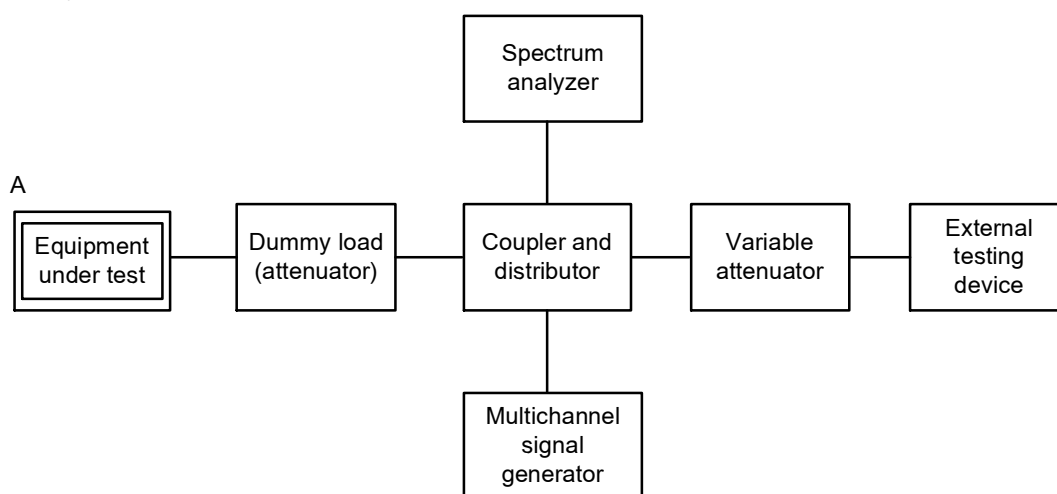 Spectrum
analyzer
A
Equipment
under test
Dummy load
(attenuator)
Coupler and
distributor
Variable
attenuator
External
testing
device
Multichannel
signal
generator